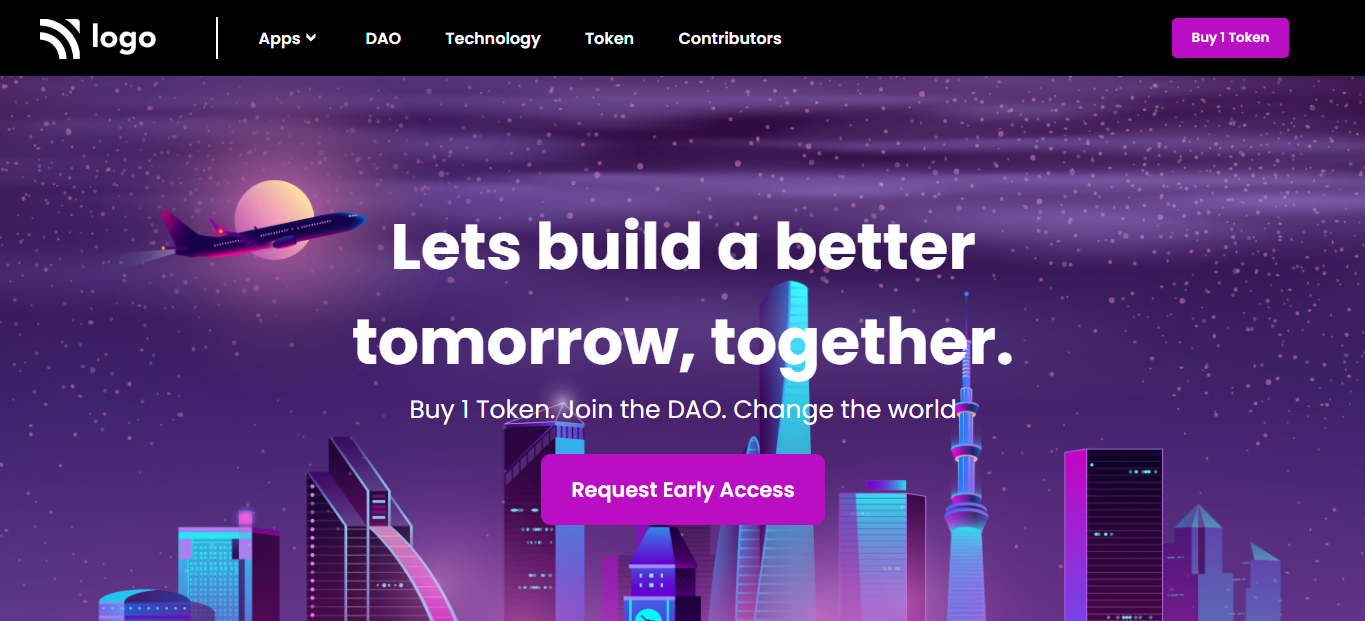 logo
Apps
DAO
Technology
Token
Contributors
Buy 1 Token
Lets build a better
tomorrow, together.
Buy 1 Token. Join the DAO. Change the world
Request Early Access